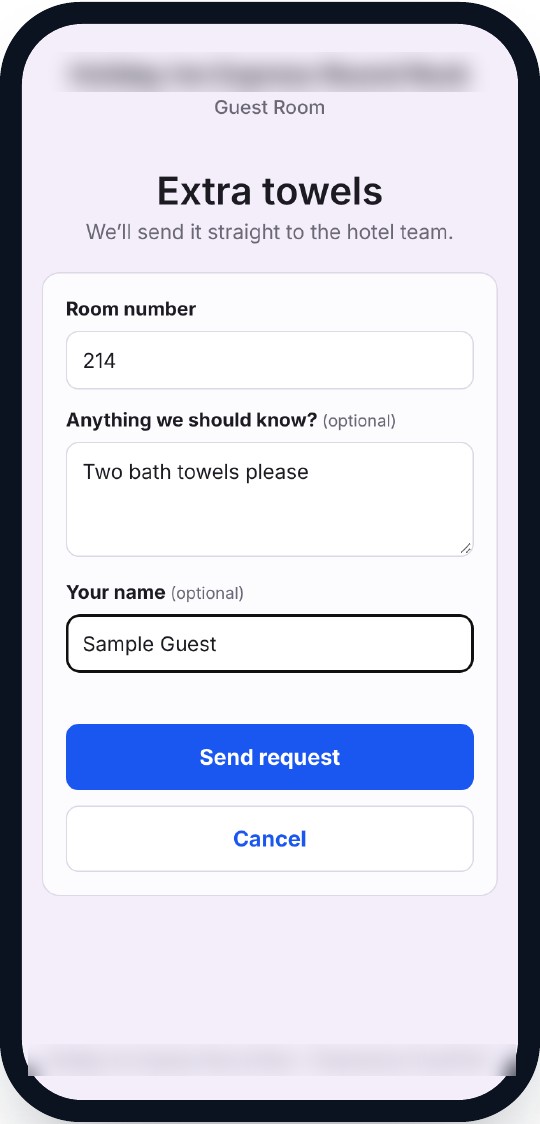 Guest Room
Extra towels
We’ll send it straight to the hotel team.
Room number
214
Anything we should know? (optional)
Two bath towels please
Your name (optional)
Sample Guest
Send request
Cancel